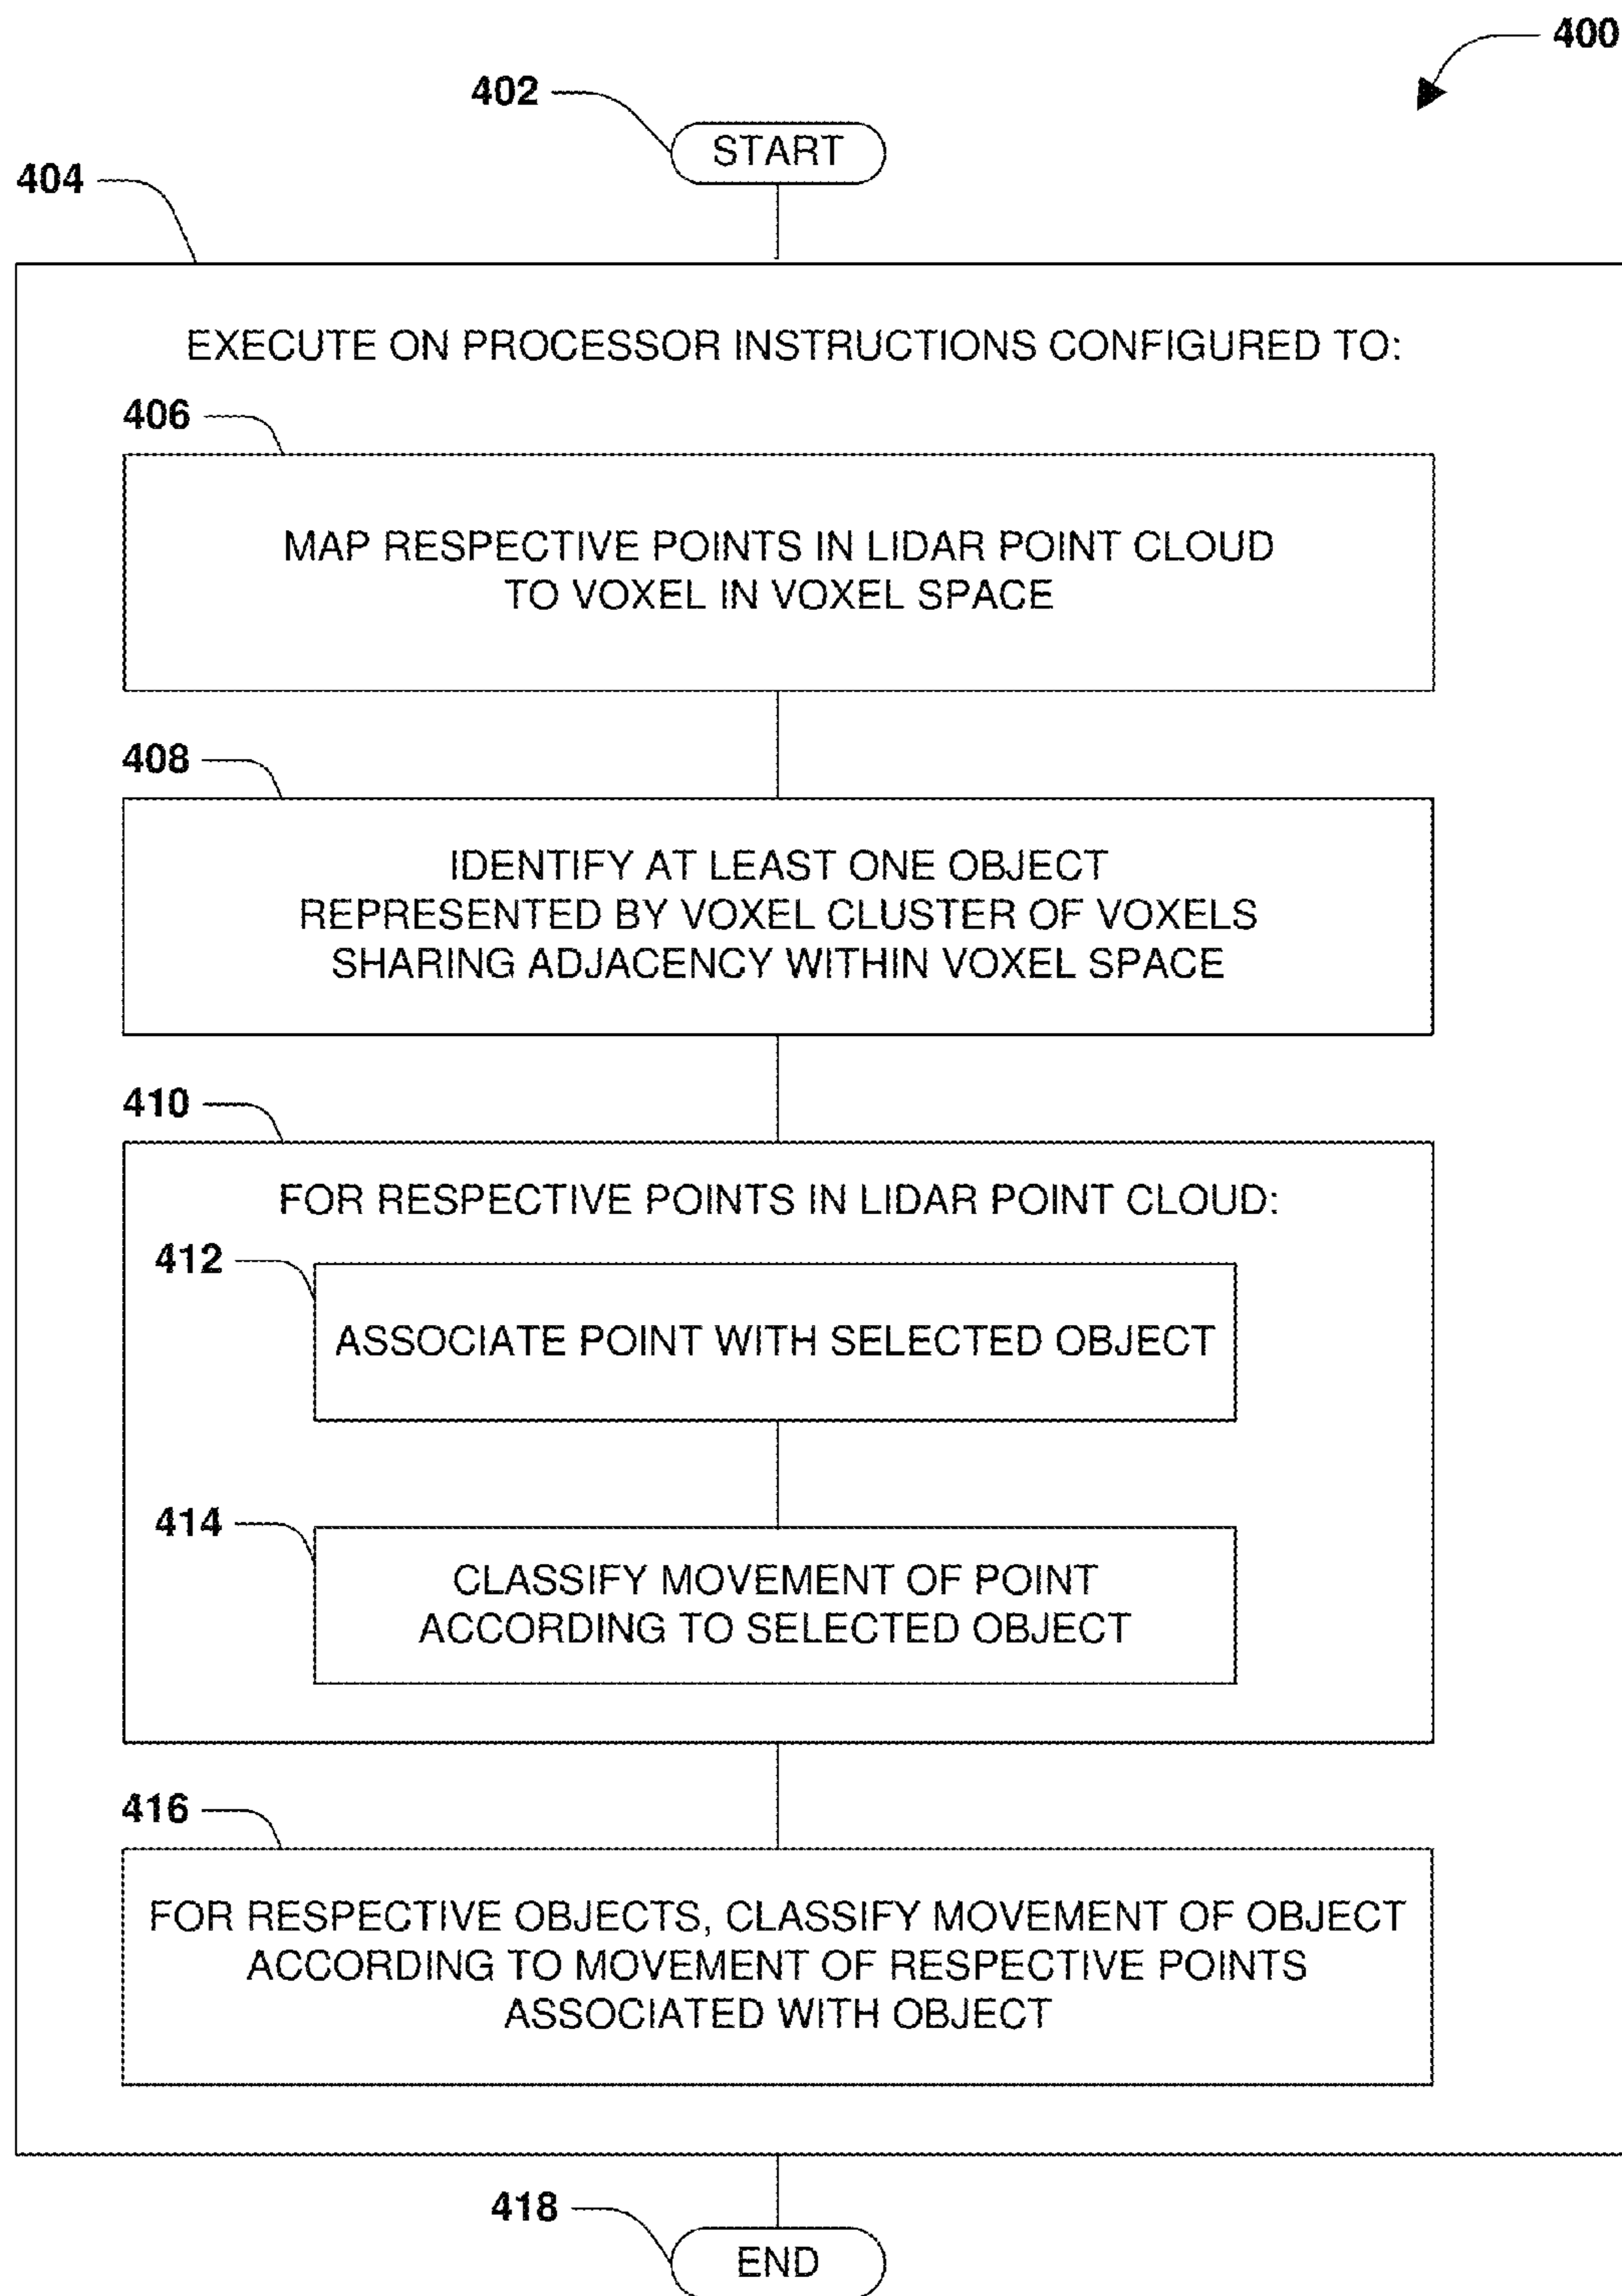 400
402
START
404
EXECUTE ON PROCESSOR INSTRUCTIONS CONFIGURED TO:
406
MAP RESPECTIVE POINTS IN LIDAR POINT CLOUD
TO VOXEL IN VOXEL SPACE
408
IDENTIFY AT LEAST ONE OBJECT
REPRESENTED BY VOXEL CLUSTER OF VOXELS
SHARING ADJACENCY WITHIN VOXEL SPACE
410
FOR RESPECTIVE POINTS IN LIDAR POINT CLOUD:
412
ASSOCIATE POINT WITH SELECTED OBJECT
414
CLASSIFY MOVEMENT OF POINT
ACCORDING TO SELECTED OBJECT
416
FOR RESPECTIVE OBJECTS, CLASSIFY MOVEMENT OF OBJECT
ACCORDING TO MOVEMENT OF RESPECTIVE POINTS
ASSOCIATED WITH OBJECT
418
END